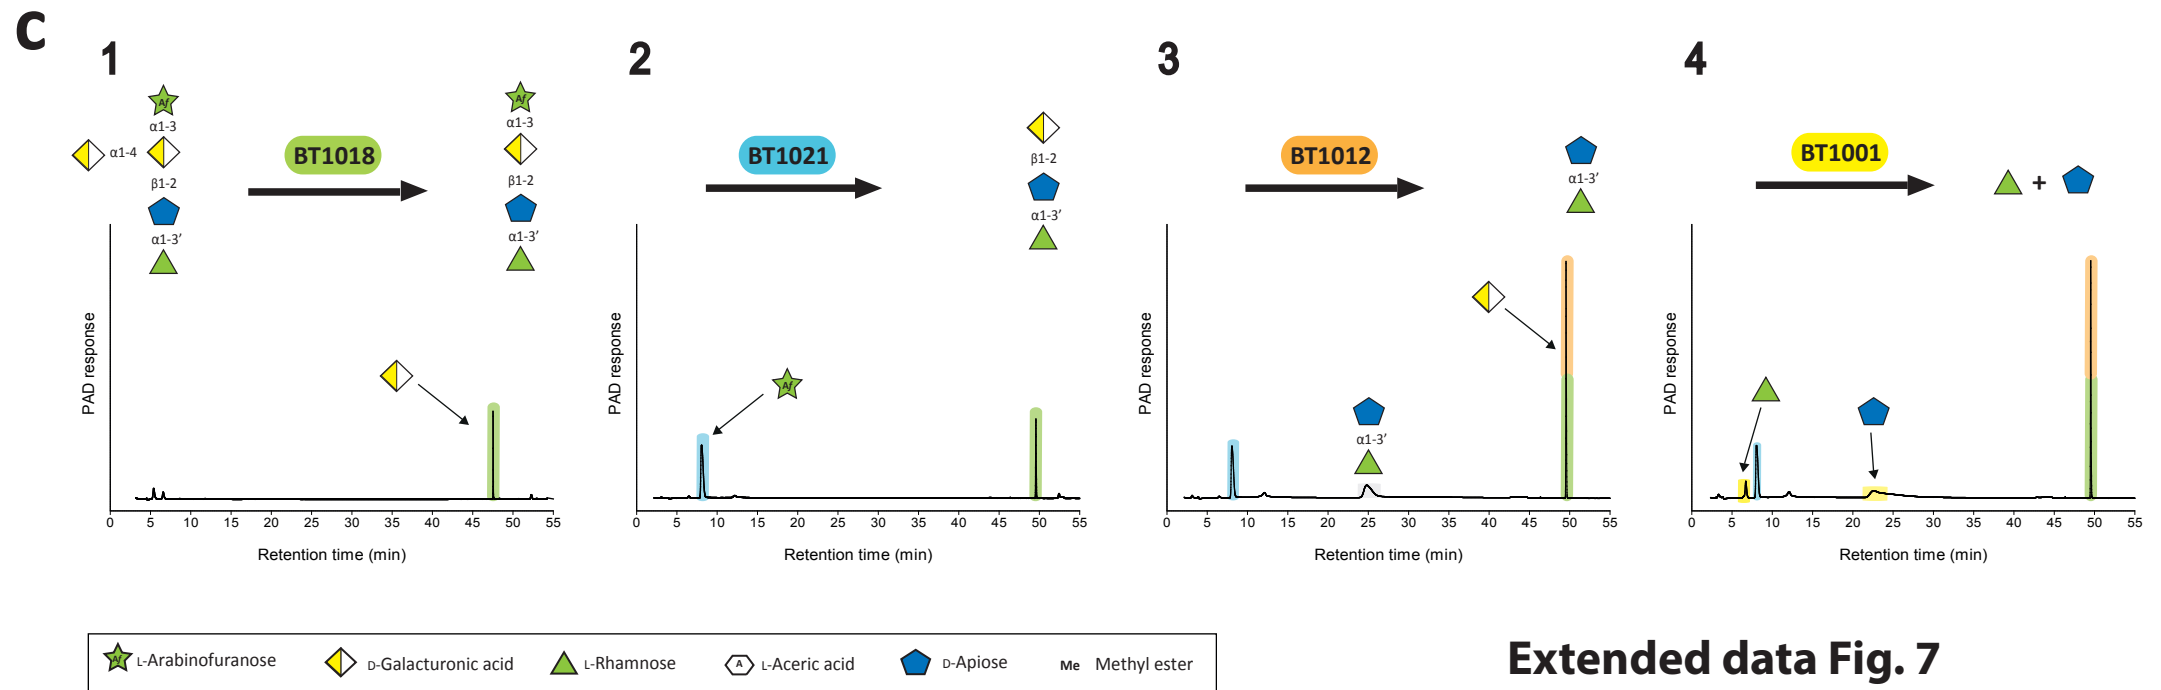 C
1
2
3
4
Af
α1-3
α1-4
β1-2
α1-3′
BT1018
Af
α1-3
β1-2
α1-3′
BT1021
β1-2
α1-3′
BT1012
α1-3′
BT1001
+
PAD response
0 5 10 15 20 25 30 35 40 45 50 55
Retention time (min)
Af
PAD response
0 5 10 15 20 25 30 35 40 45 50 55
Retention time (min)
α1-3′
PAD response
0 5 10 15 20 25 30 35 40 45 50 55
Retention time (min)
PAD response
0 5 10 15 20 25 30 35 40 45 50 55
Retention time (min)
Af L-Arabinofuranose D-Galacturonic acid L-Rhamnose A L-Aceric acid D-Apiose Me Methyl ester
Extended data Fig. 7